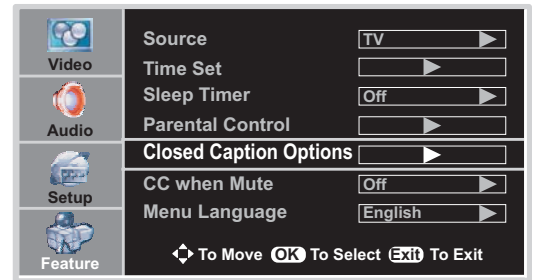 Video
Audio
Setup
Feature
Source TV
Time Set
Sleep Timer Off
Parental Control
Closed Caption Options
CC when Mute Off
Menu Language English
To Move OK To Select Exit To Exit